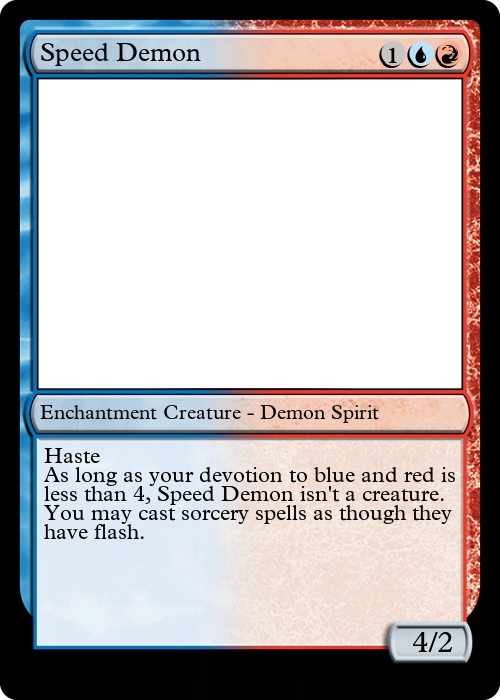 Speed Demon 1
Enchantment Creature - Demon Spirit
Haste
As long as your devotion to blue and red is
less than 4, Speed Demon isn't a creature.
You may cast sorcery spells as though they
have flash.
4/2